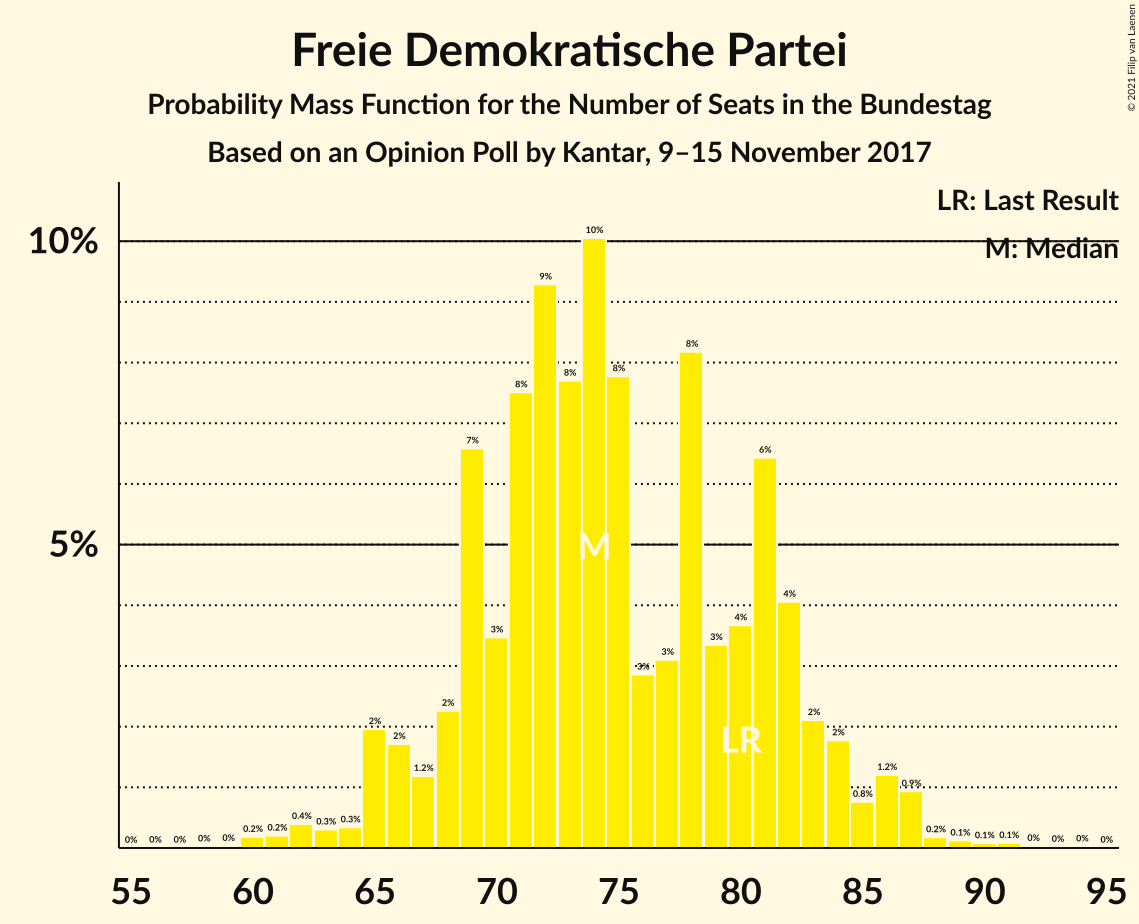 © 2021 Filip van Laenen
Freie Demokratische Partei
Probability Mass Function for the Number of Seats in the Bundestag
Based on an Opinion Poll by Kantar, 9–15 November 2017
LR: Last Result
M: Median
10%
5%
0% 0% 0% 0% 0% 0.2% 0.2% 0.4% 0.3% 0.3% 2% 2% 1.2% 2% 7% 3% 8% 9% 8% 10% 8% 3% 3% 8% 3% 4% 6% 4% 2% 2% 0.8% 1.2% 0.9% 0.2% 0.1% 0.1% 0.1% 0% 0% 0% 0%
M
LR
55 60 65 70 75 80 85 90 95